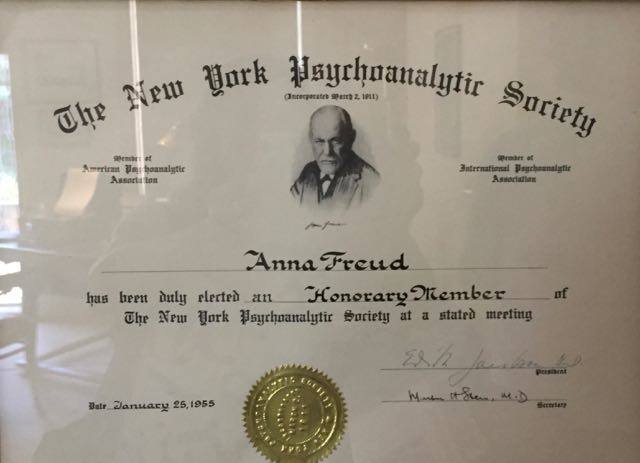 The New York Psychoanalytic Society
(Incorporated March 2, 1911)
Member of
American Psychoanalytic
Association
Member of
International Psychoanalytic
Association
Anna Freud
has been duly elected an Honorary Member of
The New York Psychoanalytic Society at a stated meeting
President
Date January 25, 1955
M.D
Secretary